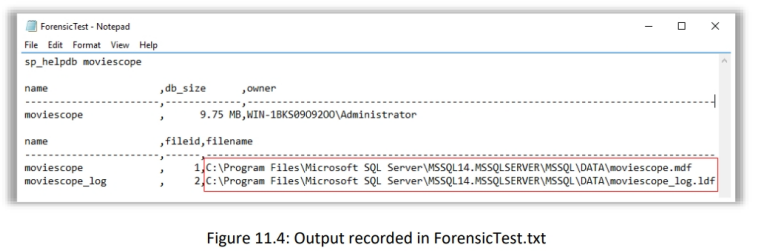 ForensicTest - Notepad
File Edit Format View Help
sp_helpdb moviescope
name ,db_size ,owner
--------------------------,-------------,--------------------------------------------------------------------------------
moviescope , 9.75 MB,WIN-1BKS09O92OO\Administrator
name ,fileid,filename
--------------------------,------,---------------------------------------------------------------------------------------
moviescope , 1,C:\Program Files\Microsoft SQL Server\MSSQL14.MSSQLSERVER\MSSQL\DATA\moviescope.mdf
moviescope_log , 2,C:\Program Files\Microsoft SQL Server\MSSQL14.MSSQLSERVER\MSSQL\DATA\moviescope_log.ldf
Figure 11.4: Output recorded in ForensicTest.txt